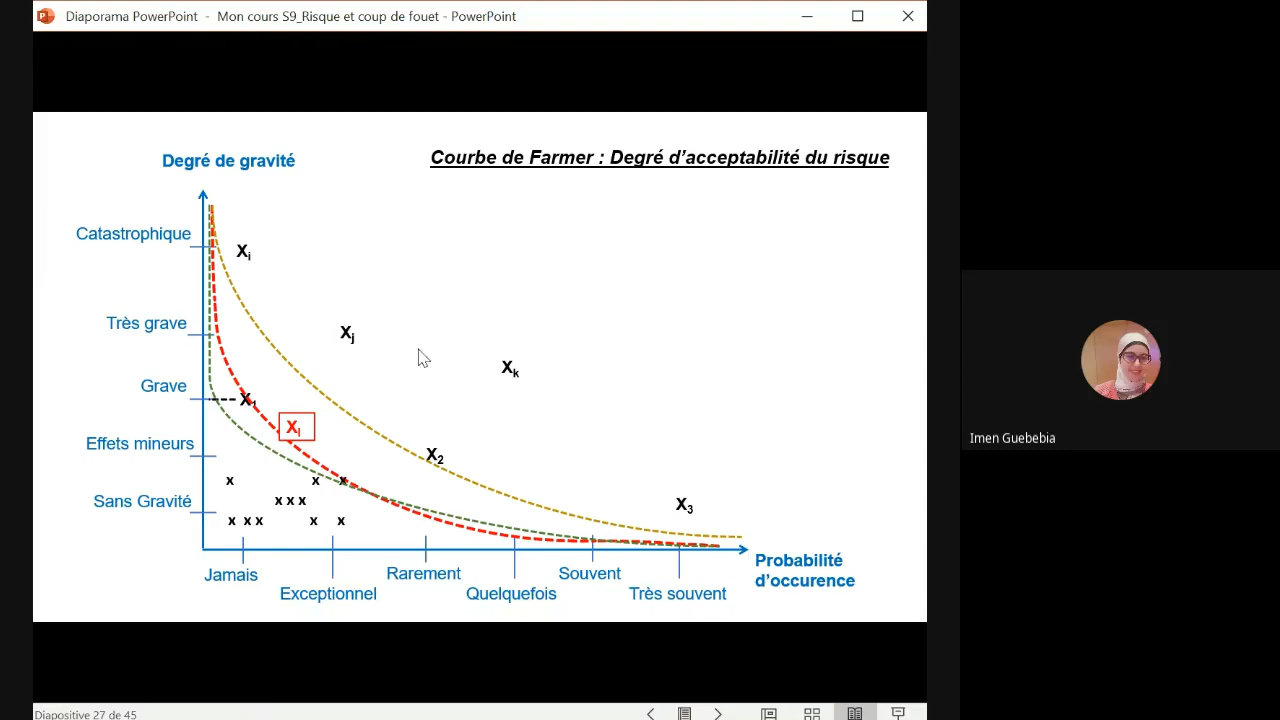 Diaporama PowerPoint - Mon cours S9_Risque et coup de fouet - PowerPoint
Courbe de Farmer : Degré d'acceptabilité du risque
Degré de gravité
Catastrophique
Xi
Très grave
Xj
Xk
Grave
X1
Xl
Effets mineurs
X2
x x x
Sans Gravité
x x x
X3
x x x x x
Jamais
Exceptionnel
Rarement
Quelquefois
Souvent
Très souvent
Probabilité
d'occurence
Imen Guebebia
Diapositive 27 de 45